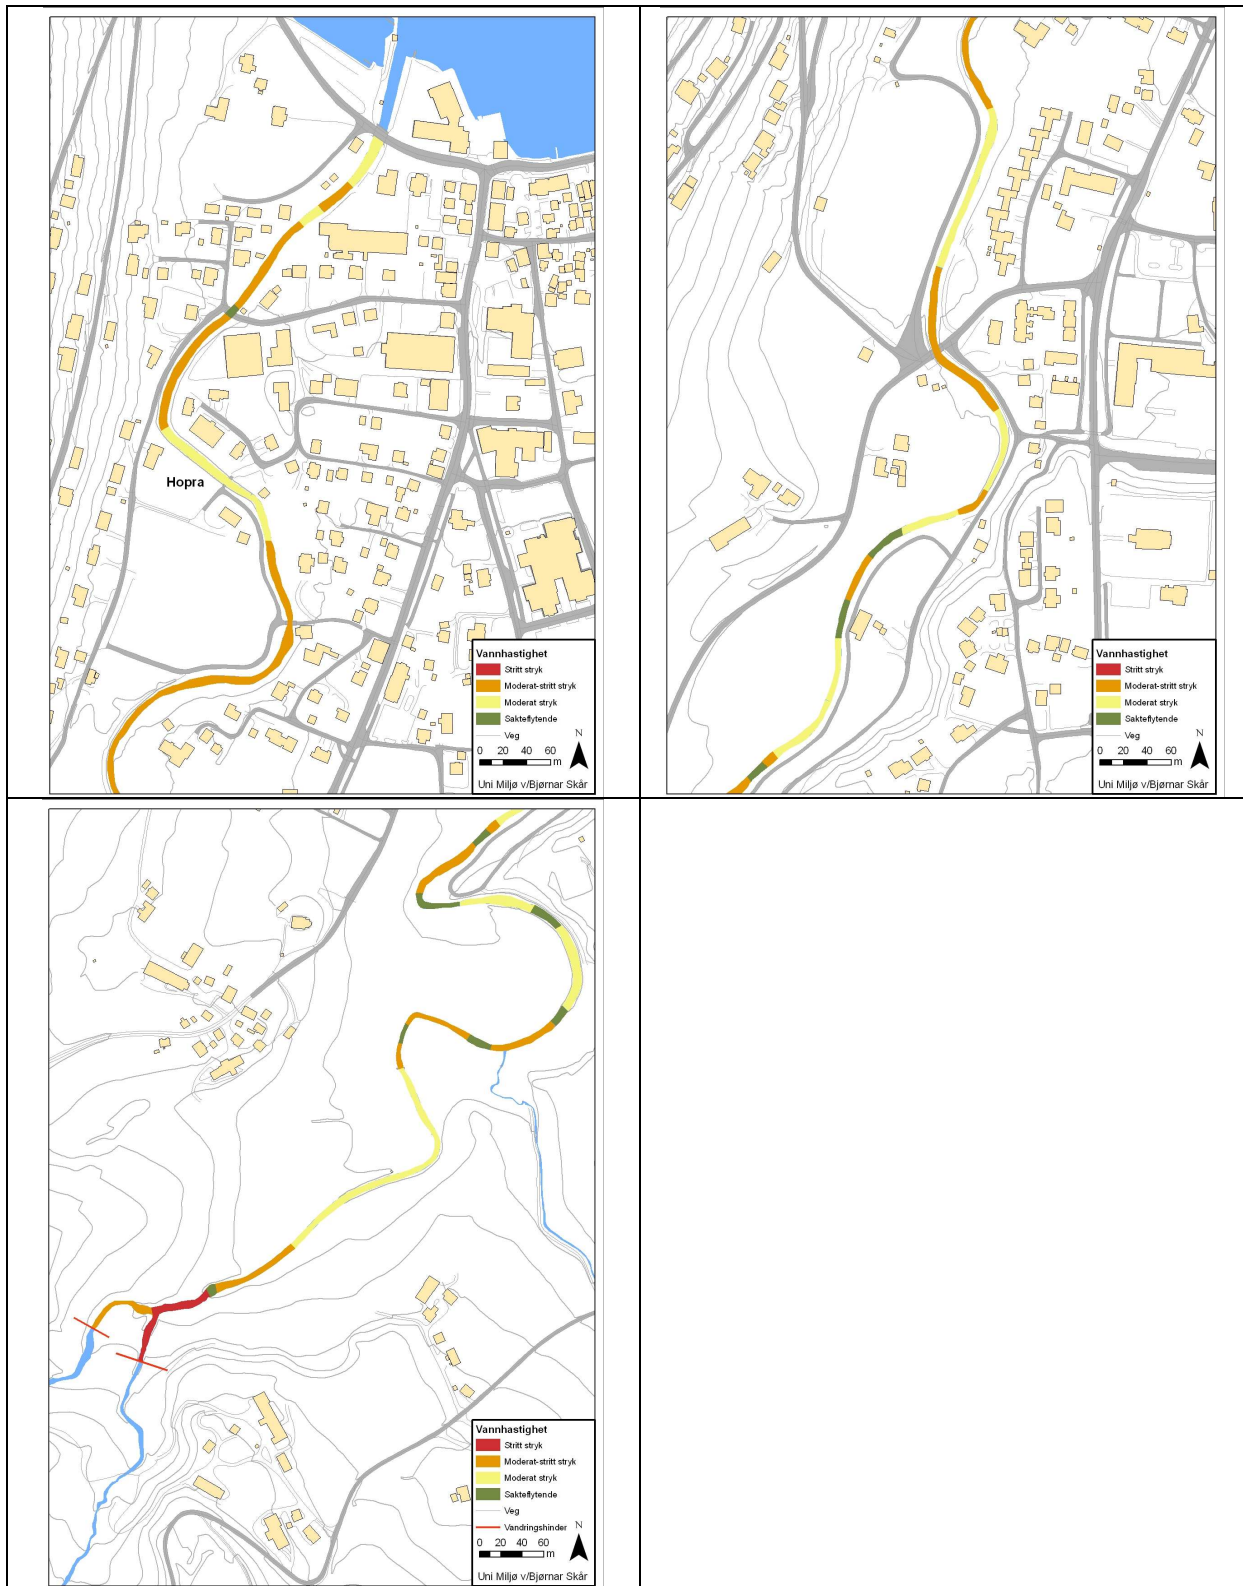 Hopra
Vannhastighet
Stritt stryk
Moderat-stritt stryk
Moderat stryk
Sakteflytende
Veg
N
0 20 40 60
m
Uni Miljø v/Bjørnar Skår
Vannhastighet
Stritt stryk
Moderat-stritt stryk
Moderat stryk
Sakteflytende
Veg
N
0 20 40 60
m
Uni Miljø v/Bjørnar Skår
Vannhastighet
Stritt stryk
Moderat-stritt stryk
Moderat stryk
Sakteflytende
Veg
Vandringshinder
N
0 20 40 60
m
Uni Miljø v/Bjørnar Skår